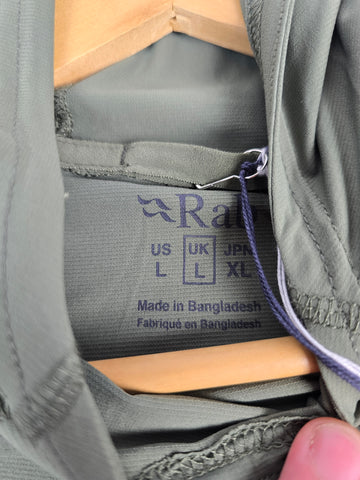 Rab
US UK JPN
L L XL
Made in Bangladesh
Fabriqué en Bangladesh